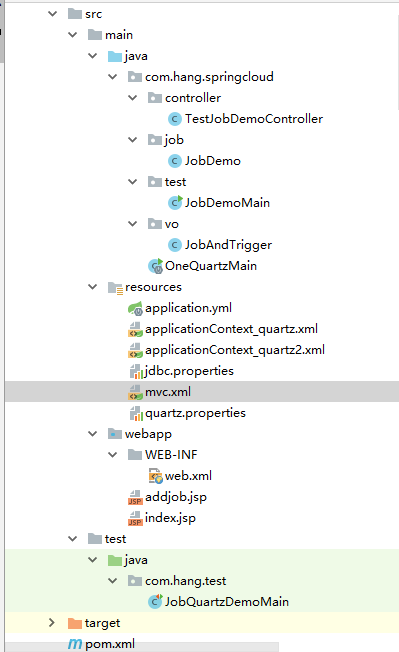 src
main
java
com.hang.springcloud
controller
TestJobDemoController
job
JobDemo
test
JobDemoMain
vo
JobAndTrigger
OneQuartzMain
resources
application.yml
applicationContext_quartz.xml
applicationContext_quartz2.xml
jdbc.properties
mvc.xml
quartz.properties
webapp
WEB-INF
web.xml
addjob.jsp
index.jsp
test
java
com.hang.test
JobQuartzDemoMain
target
pom.xml